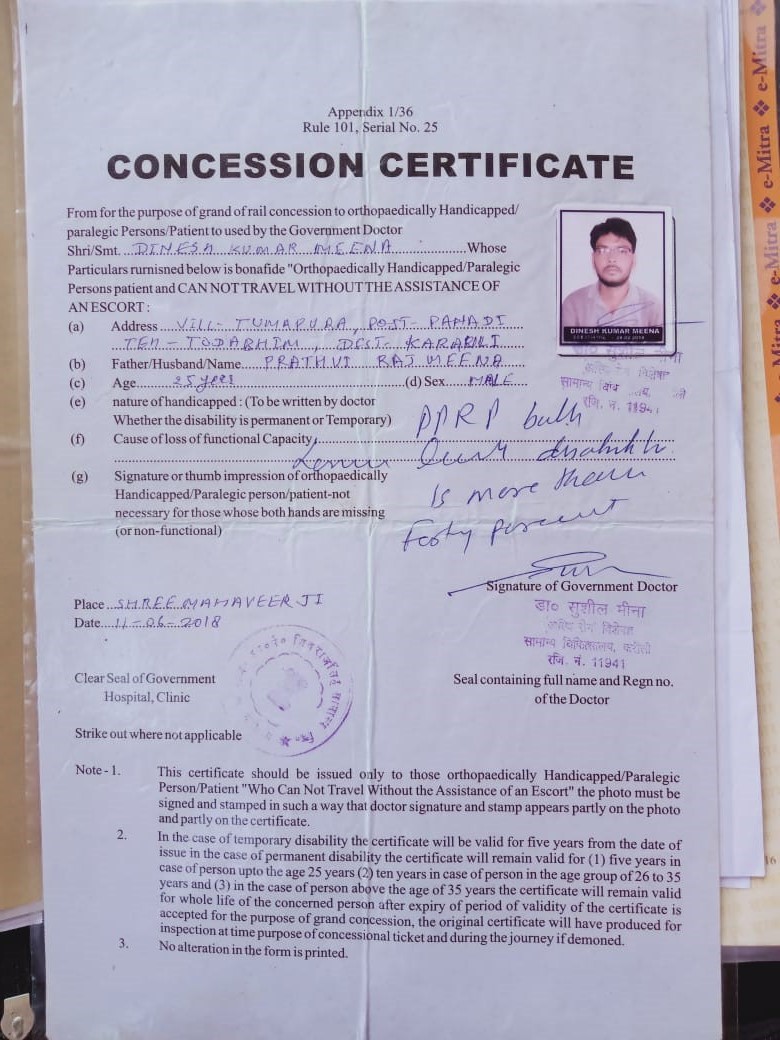 Appendix 1/36
Rule 101, Serial No. 25
CONCESSION CERTIFICATE
From for the purpose of grand of rail concession to orthopaedically Handicapped/
paralegic Persons/Patient to used by the Government Doctor
Shri/Smt. DINESH KUMAR MEENA Whose
Particulars rurnished below is bonafide "Orthopaedically Handicapped/Paralegic
Persons patient and CAN NOT TRAVEL WITHOUT THE ASSISTANCE OF
AN ESCORT :
DINESH KUMAR MEENA
(a) Address VILL- TUMAPURA, POST- PANADI
TEH- TODABHIM, DIST- KARAULI
(b) Father/Husband/Name PRATHVI RAJ MEENA
(c) Age 25 year (d) Sex MALE
(e) nature of handicapped : (To be written by doctor
Whether the disability is permanent or Temporary) PPRP both
(f) Cause of loss of functional Capacity
(g) Signature or thumb impression of orthopaedically
Handicapped/Paralegic person/patient-not
necessary for those whose both hands are missing
(or non-functional)
is more than
Forty percent
रजि. नं. 11941
Place SHREE MAHAVEER JI
Date 11-06-2018
Signature of Government Doctor
डा० सुशील मीना
सामान्य चिकित्सालय, करौली
रजि. नं. 11941
Clear Seal of Government
Hospital, Clinic
Seal containing full name and Regn no.
of the Doctor
Strike out where not applicable
Note - 1. This certificate should be issued only to those orthopaedically Handicapped/Paralegic
Person/Patient "Who Can Not Travel Without the Assistance of an Escort" the photo must be
signed and stamped in such a way that doctor signature and stamp appears partly on the photo
and partly on the certificate.
2. In the case of temporary disability the certificate will be valid for five years from the date of
issue in the case of permanent disability the certificate will remain valid for (1) five years in
case of person upto the age 25 years (2) ten years in case of person in the age group of 26 to 35
years and (3) in the case of person above the age of 35 years the certificate will remain valid
for whole life of the concerned person after expiry of period of validity of the certificate is
accepted for the purpose of grand concession, the original certificate will have produced for
inspection at time purpose of concessional ticket and during the journey if demoned.
3. No alteration in the form is printed.
e-Mitra
e-Mitra
e-Mitra
Mitra
16